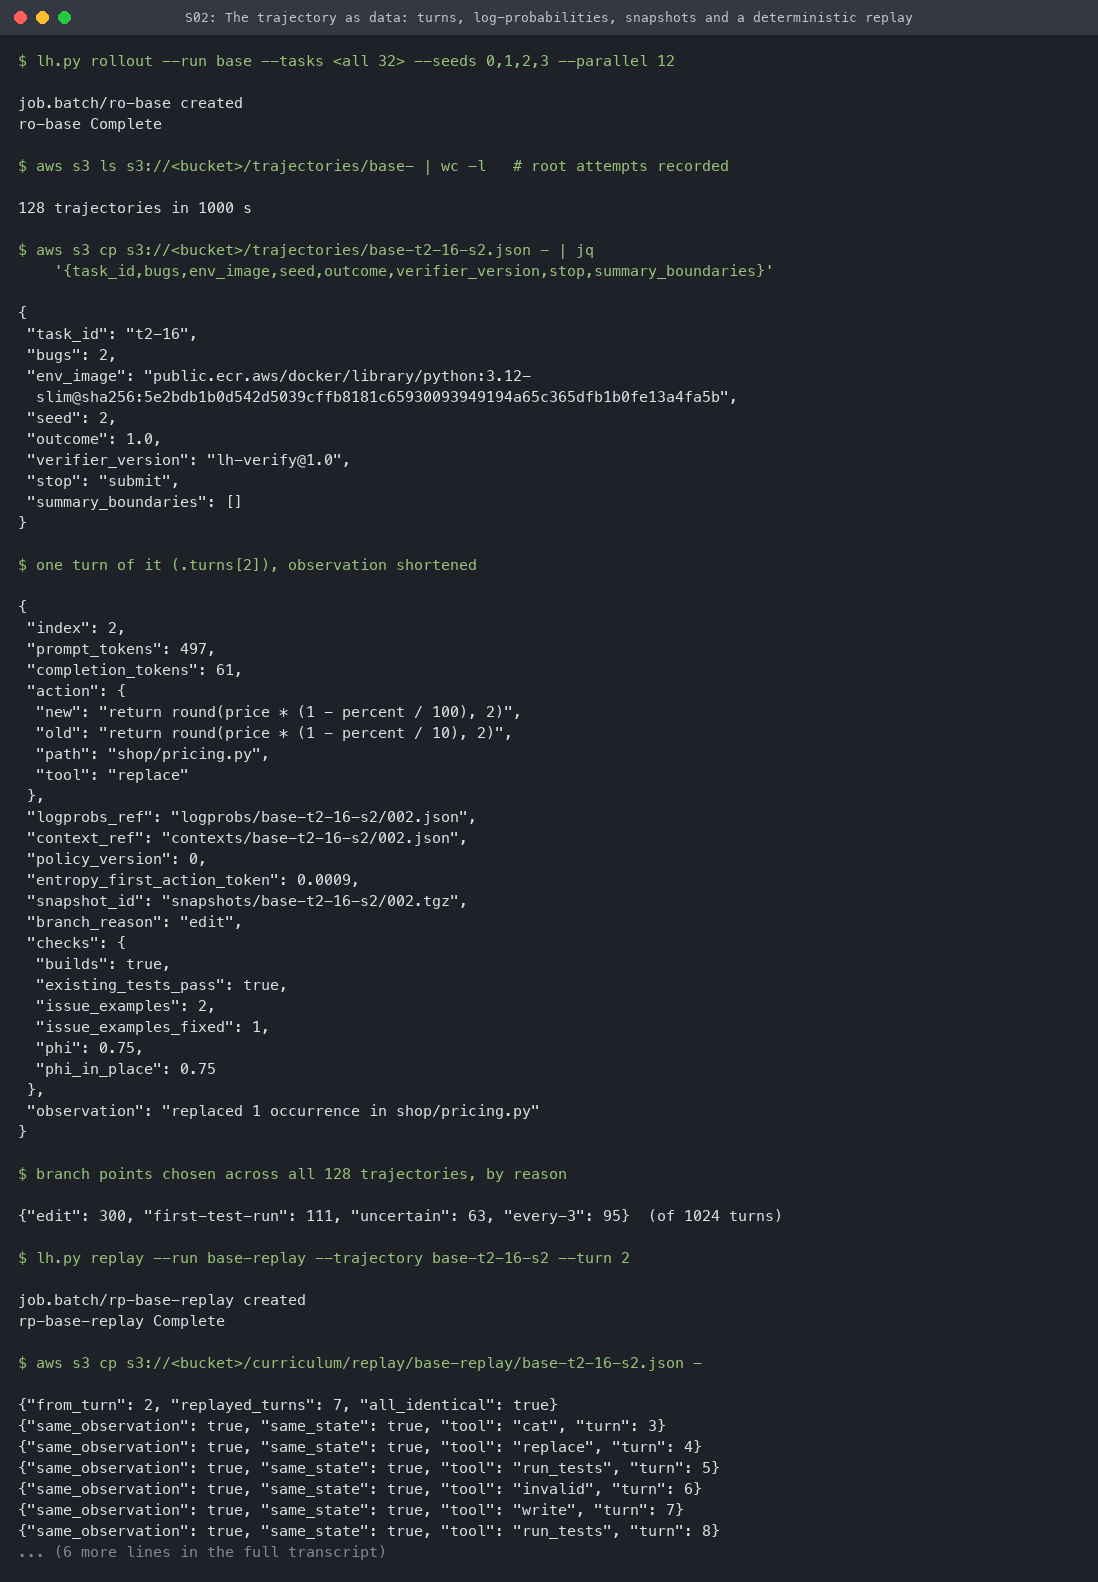 S02: The trajectory as data: turns, log-probabilities, snapshots and a deterministic replay
$ lh.py rollout --run base --tasks <all 32> --seeds 0,1,2,3 --parallel 12
job.batch/ro-base created
ro-base Complete
$ aws s3 ls s3://<bucket>/trajectories/base- | wc -l   # root attempts recorded
128 trajectories in 1000 s
$ aws s3 cp s3://<bucket>/trajectories/base-t2-16-s2.json - | jq
'{task_id,bugs,env_image,seed,outcome,verifier_version,stop,summary_boundaries}'
{
"task_id": "t2-16",
"bugs": 2,
"env_image": "public.ecr.aws/docker/library/python:3.12-
slim@sha256:5e2bdb1b0d542d5039cffb8181c65930093949194a65c365dfb1b0fe13a4fa5b",
"seed": 2,
"outcome": 1.0,
"verifier_version": "lh-verify@1.0",
"stop": "submit",
"summary_boundaries": []
}
$ one turn of it (.turns[2]), observation shortened
{
"index": 2,
"prompt_tokens": 497,
"completion_tokens": 61,
"action": {
"new": "return round(price * (1 - percent / 100), 2)",
"old": "return round(price * (1 - percent / 10), 2)",
"path": "shop/pricing.py",
"tool": "replace"
},
"logprobs_ref": "logprobs/base-t2-16-s2/002.json",
"context_ref": "contexts/base-t2-16-s2/002.json",
"policy_version": 0,
"entropy_first_action_token": 0.0009,
"snapshot_id": "snapshots/base-t2-16-s2/002.tgz",
"branch_reason": "edit",
"checks": {
"builds": true,
"existing_tests_pass": true,
"issue_examples": 2,
"issue_examples_fixed": 1,
"phi": 0.75,
"phi_in_place": 0.75
},
"observation": "replaced 1 occurrence in shop/pricing.py"
}
$ branch points chosen across all 128 trajectories, by reason
{"edit": 300, "first-test-run": 111, "uncertain": 63, "every-3": 95}  (of 1024 turns)
$ lh.py replay --run base-replay --trajectory base-t2-16-s2 --turn 2
job.batch/rp-base-replay created
rp-base-replay Complete
$ aws s3 cp s3://<bucket>/curriculum/replay/base-replay/base-t2-16-s2.json -
{"from_turn": 2, "replayed_turns": 7, "all_identical": true}
{"same_observation": true, "same_state": true, "tool": "cat", "turn": 3}
{"same_observation": true, "same_state": true, "tool": "replace", "turn": 4}
{"same_observation": true, "same_state": true, "tool": "run_tests", "turn": 5}
{"same_observation": true, "same_state": true, "tool": "invalid", "turn": 6}
{"same_observation": true, "same_state": true, "tool": "write", "turn": 7}
{"same_observation": true, "same_state": true, "tool": "run_tests", "turn": 8}
... (6 more lines in the full transcript)